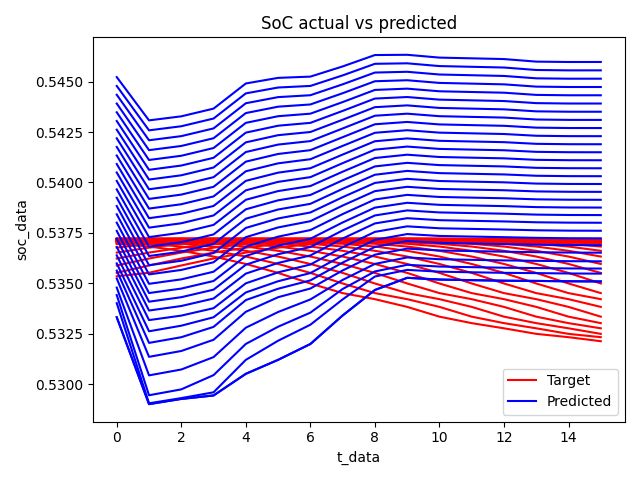 SoC actual vs predicted
soc_data
0.5450
0.5425
0.5400
0.5375
0.5350
0.5325
0.5300
Target
Predicted
0 2 4 6 8 10 12 14
t_data